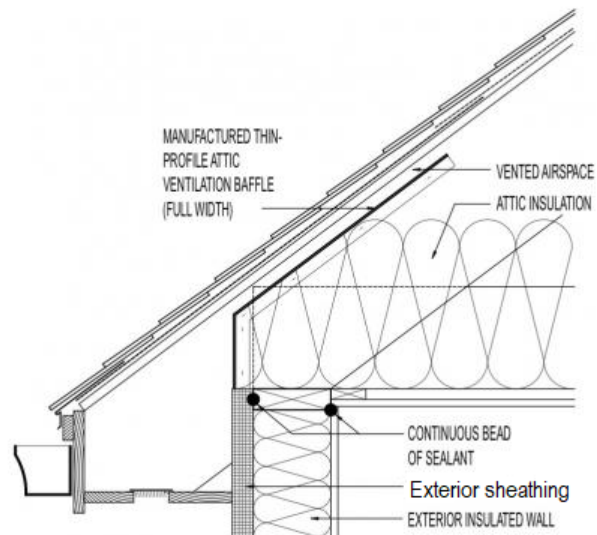 MANUFACTURED THIN-
PROFILE ATTIC
VENTILATION BAFFLE
(FULL WIDTH)
VENTED AIRSPACE
ATTIC INSULATION
CONTINUOUS BEAD
OF SEALANT
Exterior sheathing
EXTERIOR INSULATED WALL